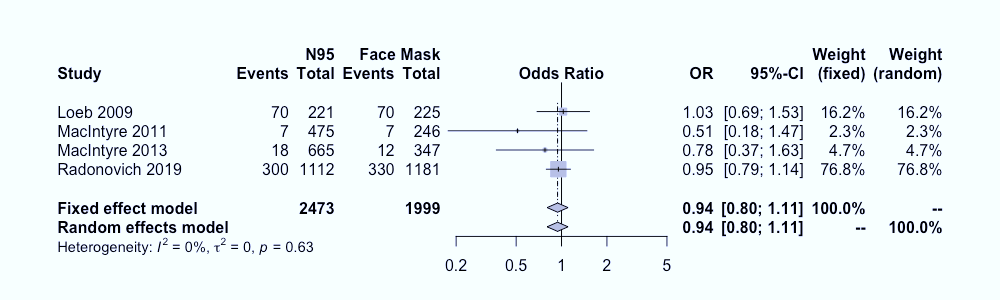 N95 Face Mask Weight Weight
Study Events Total Events Total Odds Ratio OR 95%-CI (fixed) (random)
Loeb 2009 70 221 70 225 1.03 [0.69; 1.53] 16.2% 16.2%
MacIntyre 2011 7 475 7 246 0.51 [0.18; 1.47] 2.3% 2.3%
MacIntyre 2013 18 665 12 347 0.78 [0.37; 1.63] 4.7% 4.7%
Radonovich 2019 300 1112 330 1181 0.95 [0.79; 1.14] 76.8% 76.8%
Fixed effect model 2473 1999 0.94 [0.80; 1.11] 100.0% --
Random effects model 0.94 [0.80; 1.11] -- 100.0%
Heterogeneity: I² = 0%, τ² = 0, p = 0.63
0.2 0.5 1 2 5